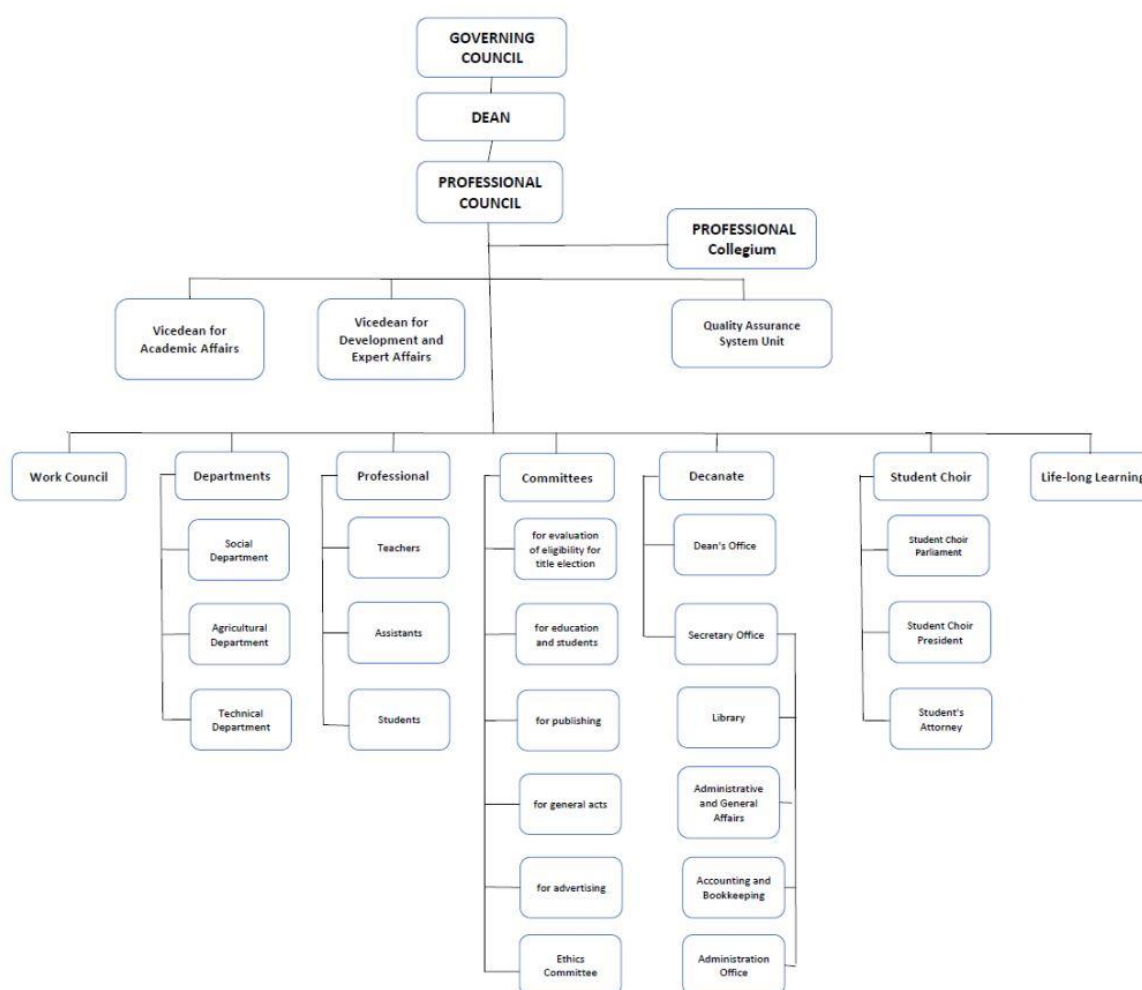 GOVERNING
COUNCIL
DEAN
PROFESSIONAL
COUNCIL
PROFESSIONAL
Collegium
Vicedean for
Academic Affairs
Vicedean for
Development and
Expert Affairs
Quality Assurance
System Unit
Work Council
Departments
Professional
Committees
Decanate
Student Choir
Life-long Learning
Social
Department
Agricultural
Department
Technical
Department
Teachers
Assistants
Students
for evaluation
of eligibility for
title election
for education
and students
for publishing
for general acts
for advertising
Ethics
Committee
Dean's Office
Secretary Office
Library
Administrative
and General
Affairs
Accounting and
Bookkeeping
Administration
Office
Student Choir
Parliament
Student Choir
President
Student's
Attorney